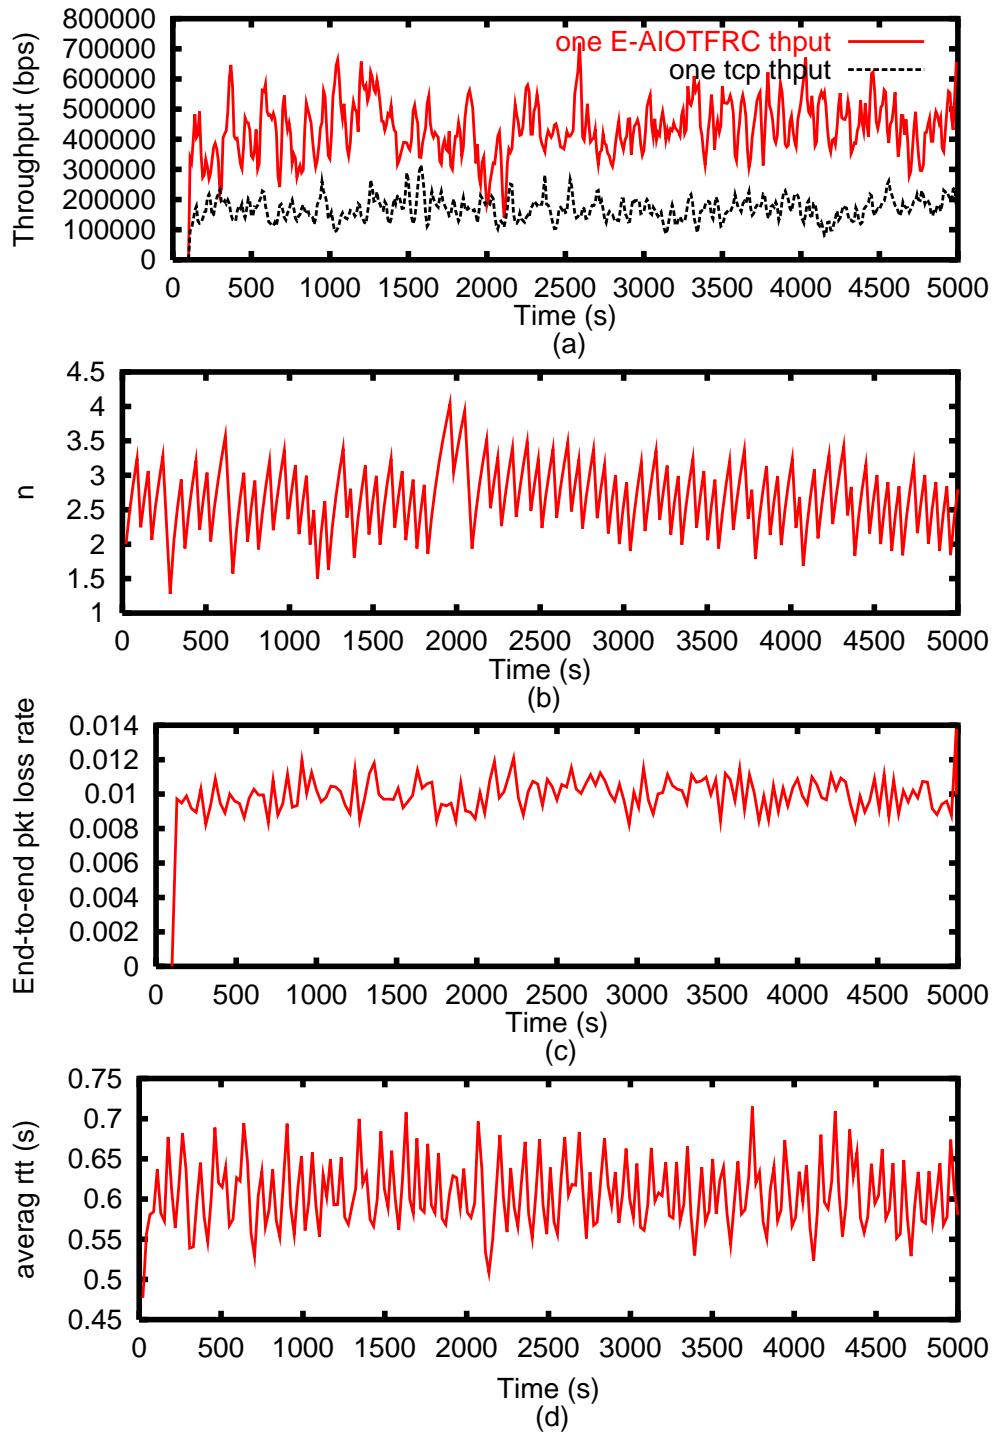 800000
700000
600000
500000
400000
300000
200000
100000
0
Throughput (bps)
one E-AIOTFRC thput
one tcp thput
0 500 1000 1500 2000 2500 3000 3500 4000 4500 5000
Time (s)
(a)
4.5
4
3.5
3
2.5
2
1.5
1
n
0 500 1000 1500 2000 2500 3000 3500 4000 4500 5000
Time (s)
(b)
0.014
0.012
0.01
0.008
0.006
0.004
0.002
0
End-to-end pkt loss rate
0 500 1000 1500 2000 2500 3000 3500 4000 4500 5000
Time (s)
(c)
0.75
0.7
0.65
0.6
0.55
0.5
0.45
averag rtt (s)
0 500 1000 1500 2000 2500 3000 3500 4000 4500 5000
Time (s)
(d)